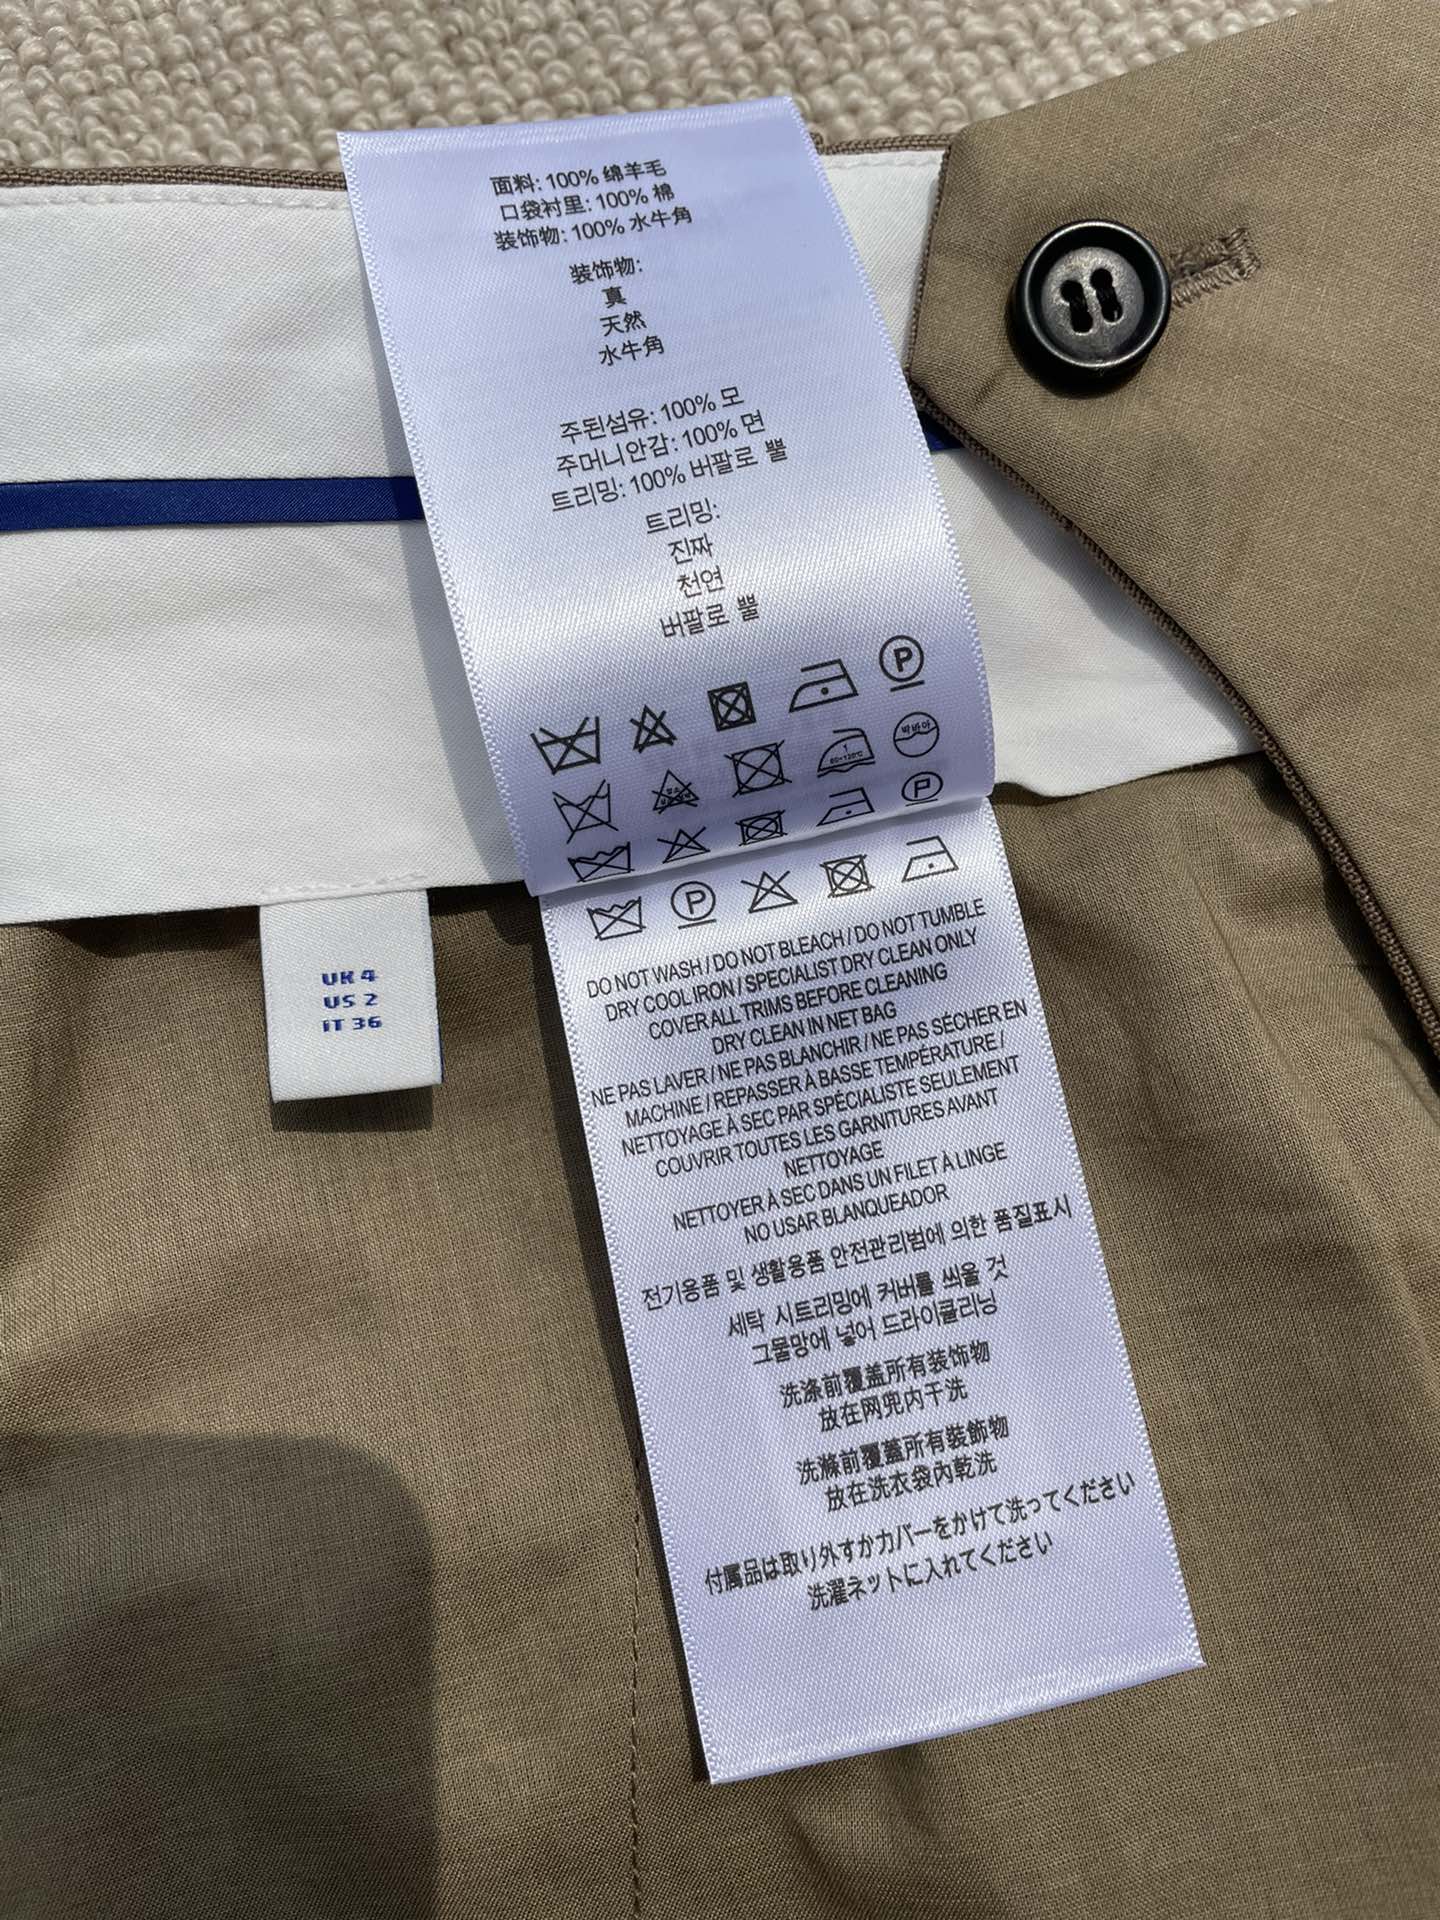 面料: 100% 绵羊毛
口袋衬里: 100% 棉
装饰物: 100% 水牛角
装饰物:
真
天然
水牛角
주된섬유: 100% 모
주머니안감: 100% 면
트리밍: 100% 버팔로 뿔
트리밍:
진짜
천연
버팔로 뿔
P
1
80~120℃
P
P
UK 4
US 2
IT 36
DO NOT WASH / DO NOT BLEACH / DO NOT TUMBLE
DRY COOL IRON / SPECIALIST DRY CLEAN ONLY
COVER ALL TRIMS BEFORE CLEANING
DRY CLEAN IN NET BAG
NE PAS LAVER / NE PAS BLANCHIR / NE PAS SÉCHER EN
MACHINE / REPASSER À BASSE TEMPÉRATURE /
NETTOYAGE À SEC PAR SPÉCIALISTE SEULEMENT
COUVRIR TOUTES LES GARNITURES AVANT
NETTOYAGE
NETTOYER À SEC DANS UN FILET À LINGE
NO USAR BLANQUEADOR
전기용품 및 생활용품 안전관리범에 의한 품질표시
세탁 시트리밍에 커버를 씌울 것
그물망에 넣어 드라이클리닝
洗涤前覆盖所有装饰物
放在网兜内干洗
洗滌前覆蓋所有裝飾物
放在洗衣袋內乾洗
付属品は取り外すかカバーをかけて洗ってください
洗濯ネットに入れてください